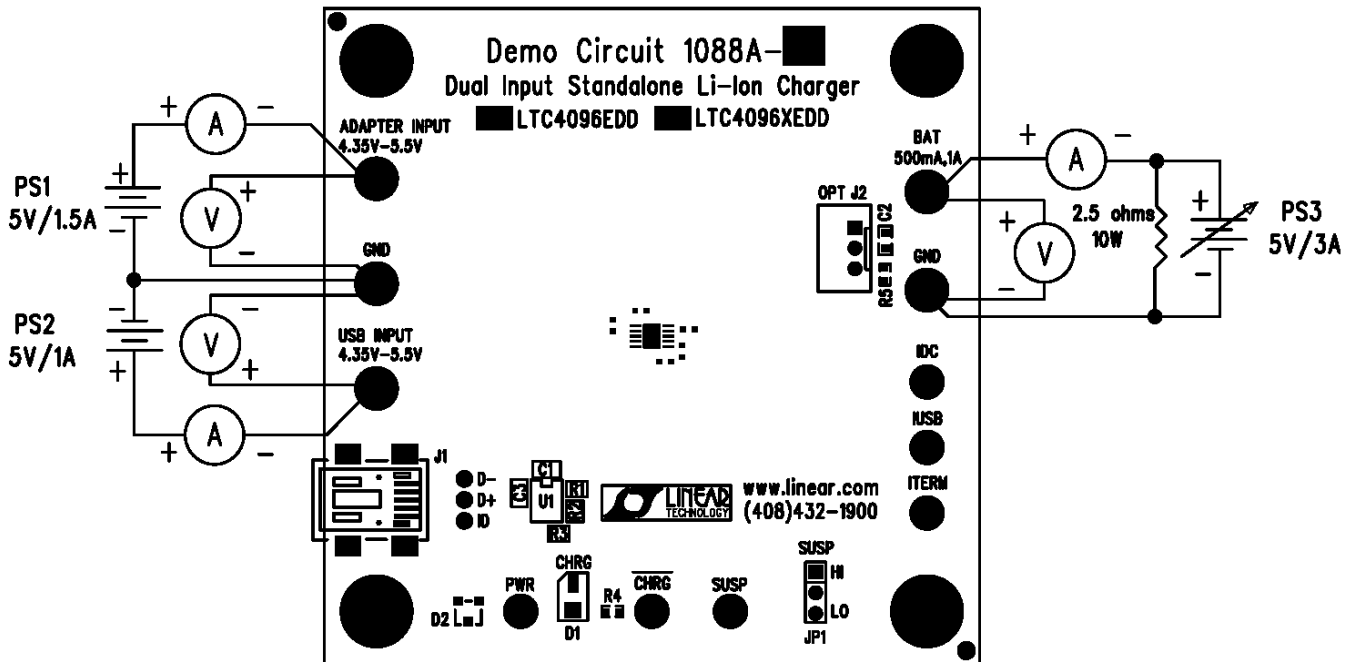 Demo Circuit 1088A-
Dual Input Standalone Li-Ion Charger
LTC4096EDD LTC4096XEDD
+ A -
ADAPTER INPUT
4.35V-5.5V
PS1
5V/1.5A
+
-
V
+
-
GND
PS2
5V/1A
-
+
V
-
+
USB INPUT
4.35V-5.5V
+ A -
BAT
500mA,1A
+ A -
OPT J2
C2
R5
GND
+
V
-
2.5 ohms
10W
+
-
PS3
5V/3A
IDC
IUSB
ITERM
J1
D-
D+
ID
C1
C3
U1
R1
R2
R3
LINEAR
TECHNOLOGY
www.linear.com
(408)432-1900
D2
PWR
CHRG
D1
R4
CHRG
SUSP
SUSP
HI
LO
JP1